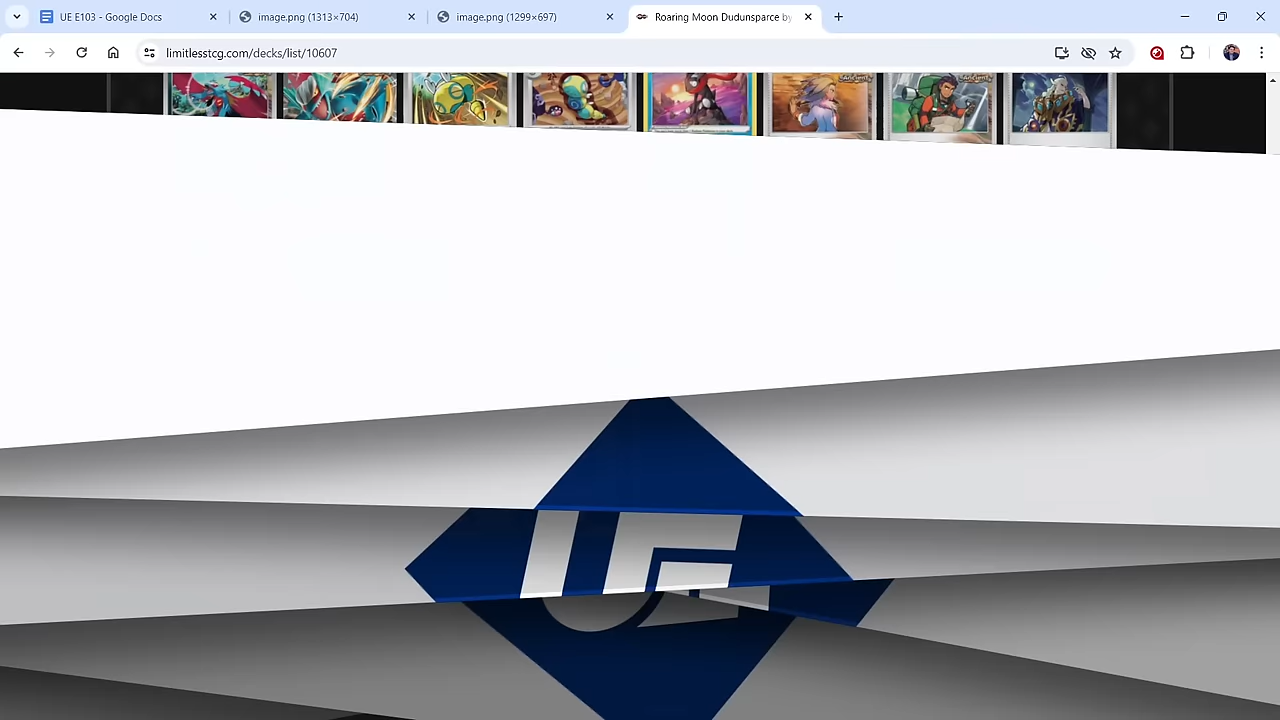 UE E103 - Google Docs
image.png (1313×704)
image.png (1299×697)
Roaring Moon Dudunsparce by
limitlesstcg.com/decks/list/10607